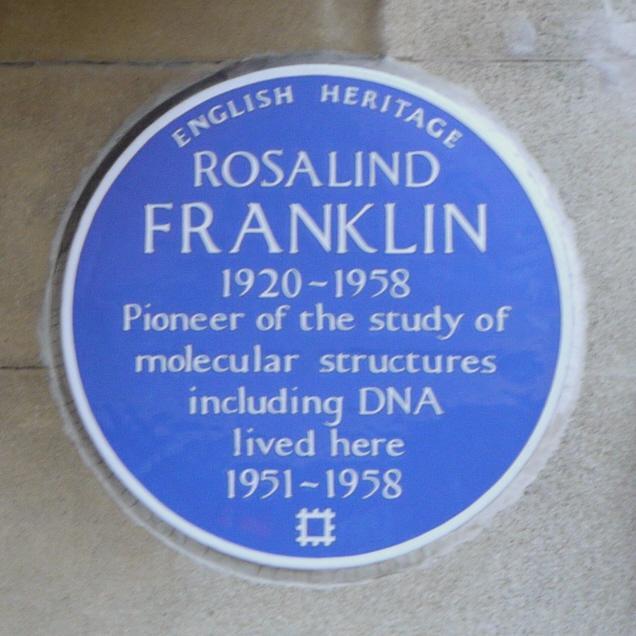 ENGLISH HERITAGE
ROSALIND
FRANKLIN
1920~1958
Pioneer of the study of
molecular structures
including DNA
lived here
1951~1958